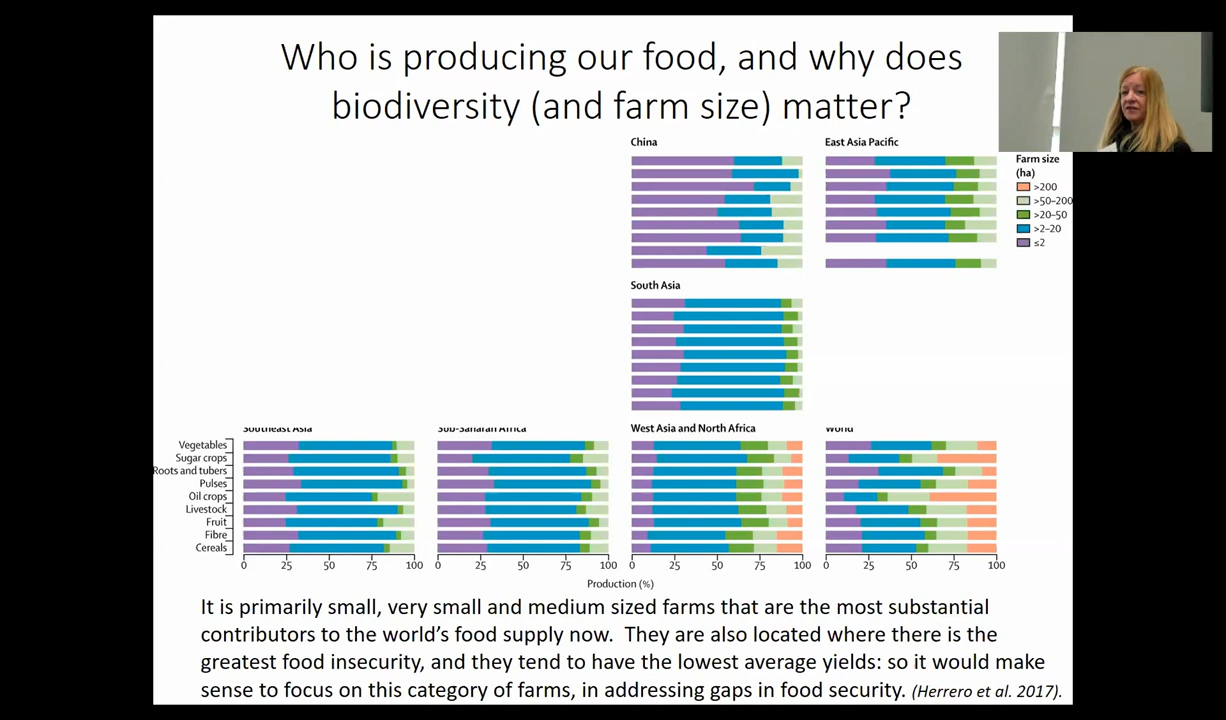 Who is producing our food, and why does
biodiversity (and farm size) matter?
China
East Asia Pacific
Farm size
(ha)
>200
>50–200
>20–50
>2–20
≤2
South Asia
Southeast Asia
Sub-Saharan Africa
West Asia and North Africa
World
Vegetables
Sugar crops
Roots and tubers
Pulses
Oil crops
Livestock
Fruit
Fibre
Cereals
0 25 50 75 100
0 25 50 75 100
0 25 50 75 100
0 25 50 75 100
Production (%)
It is primarily small, very small and medium sized farms that are the most substantial
contributors to the world's food supply now. They are also located where there is the
greatest food insecurity, and they tend to have the lowest average yields: so it would make
sense to focus on this category of farms, in addressing gaps in food security. (Herrero et al. 2017).